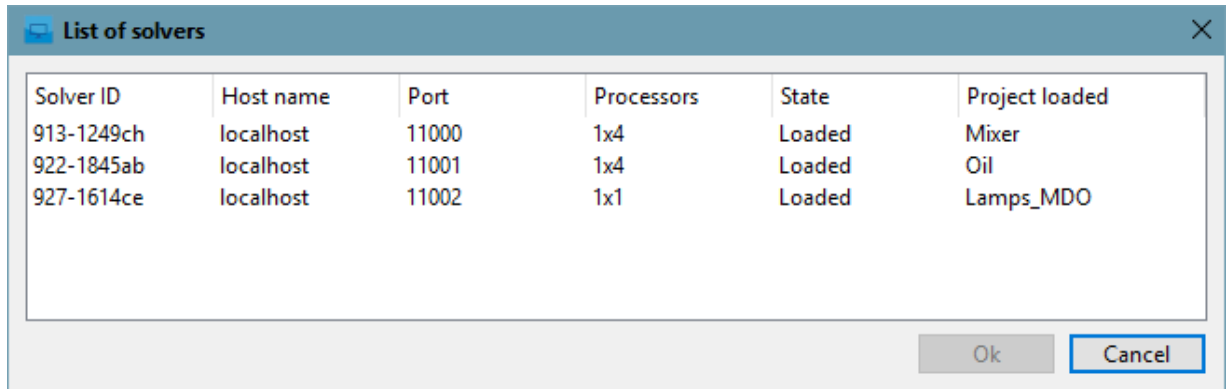 List of solvers
Solver ID Host name Port Processors State Project loaded
913-1249ch localhost 11000 1x4 Loaded Mixer
922-1845ab localhost 11001 1x4 Loaded Oil
927-1614ce localhost 11002 1x1 Loaded Lamps_MDO
Ok Cancel